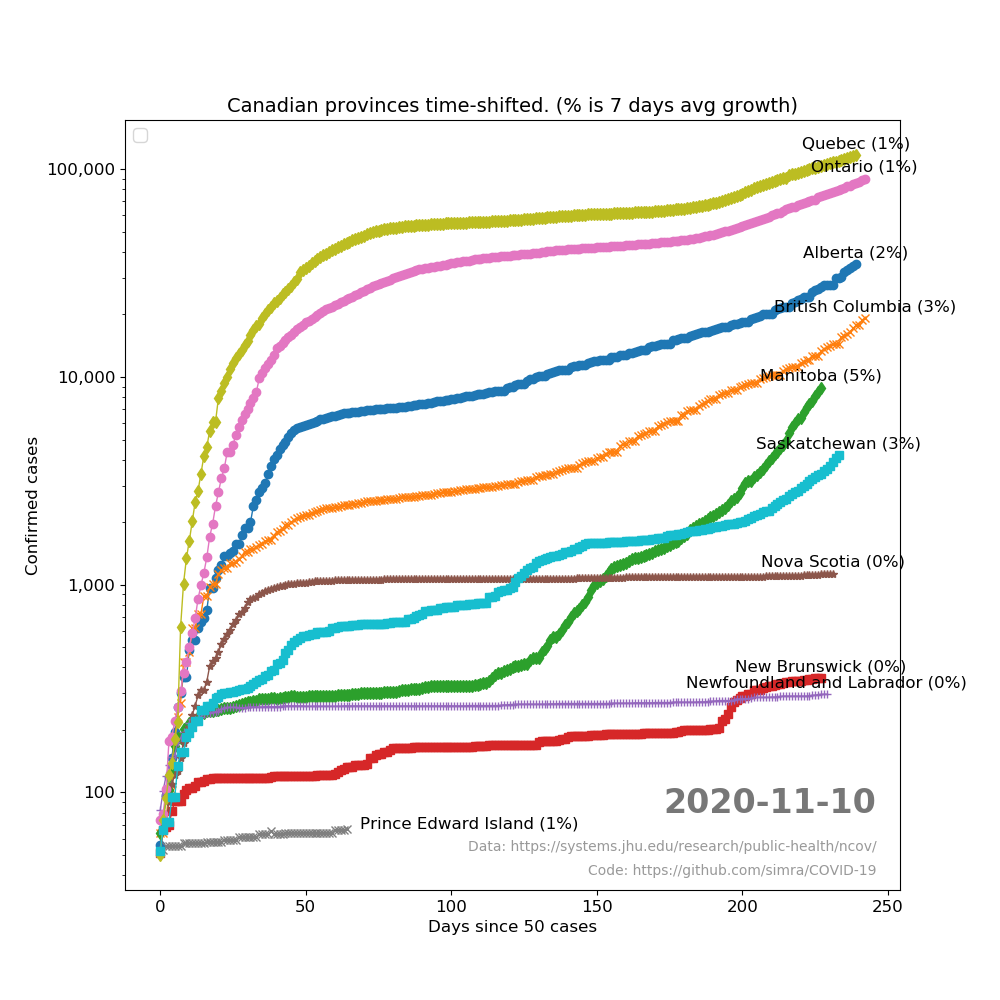 Canadian provinces time-shifted. (% is 7 days avg growth)
Quebec (1%)
100,000
Ontario (1%)
Alberta (2%)
British Columbia (3%)
10,000
Manitoba (5%)
Saskatchewan (3%)
Confirmed cases
Nova Scotia (0%)
1,000
New Brunswick (0%)
Newfoundland and Labrador (0%)
100
2020-11-10
Prince Edward Island (1%)
Data: https://systems.jhu.edu/research/public-health/ncov/
Code: https://github.com/simra/COVID-19
0 50 100 150 200 250
Days since 50 cases